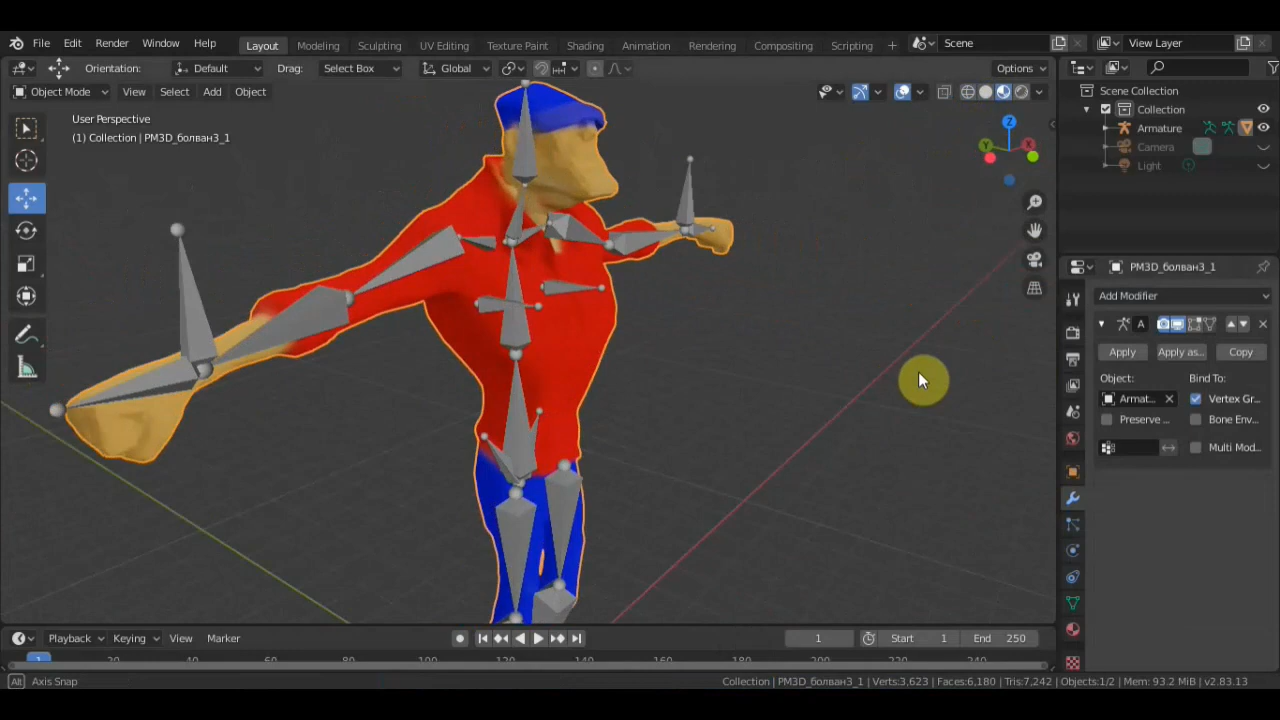 File Edit Render Window Help Layout Modeling Sculpting UV Editing Texture Paint Shading Animation Rendering Compositing Scripting + Scene View Layer
Orientation: Default Drag: Select Box Global Options
Object Mode View Select Add Object
User Perspective
(1) Collection | РМ3D_болван3_1
Z
Y
X
Scene Collection
Collection
Armature
Camera
Light
РМ3D_болван3_1
Add Modifier
A
Apply Apply as... Copy
Object: Bind To:
Armat... Vertex Gr...
Preserve ... Bone Env...
Multi Mod...
Playback Keying View Marker 1 Start 1 End 250
1 20 40 60 80 100 120 140 160 180 200 220 240
Alt Axis Snap Collection | РМ3D_болван3_1 | Verts:3,623 | Faces:6,180 | Tris:7,242 | Objects:1/2 | Mem: 93.2 MiB | v2.83.13